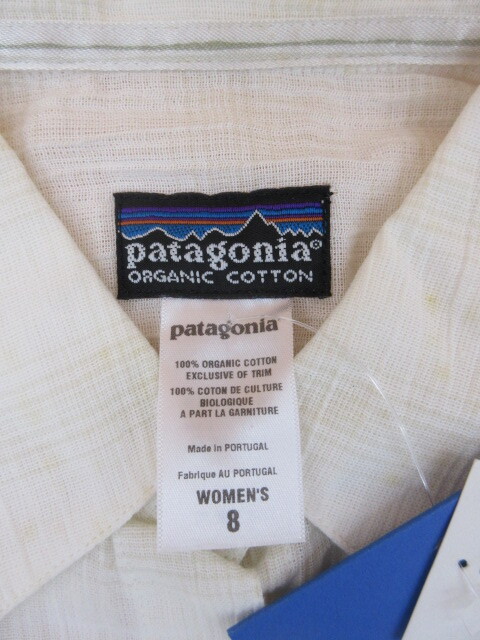 patagonia®
ORGANIC COTTON
patagonia
100% ORGANIC COTTON
EXCLUSIVE OF TRIM
100% COTON DE CULTURE
BIOLOGIQUE
A PART LA GARNITURE
Made in PORTUGAL
Fabrique AU PORTUGAL
WOMEN'S
8